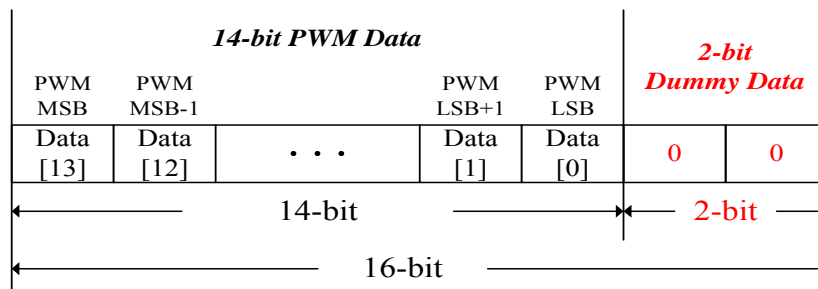 14-bit PWM Data
2-bit
Dummy Data
PWM PWM PWM PWM
MSB MSB-1 LSB+1 LSB
Data Data . . . Data Data 0 0
[13] [12] [1] [0]
14-bit 2-bit
16-bit